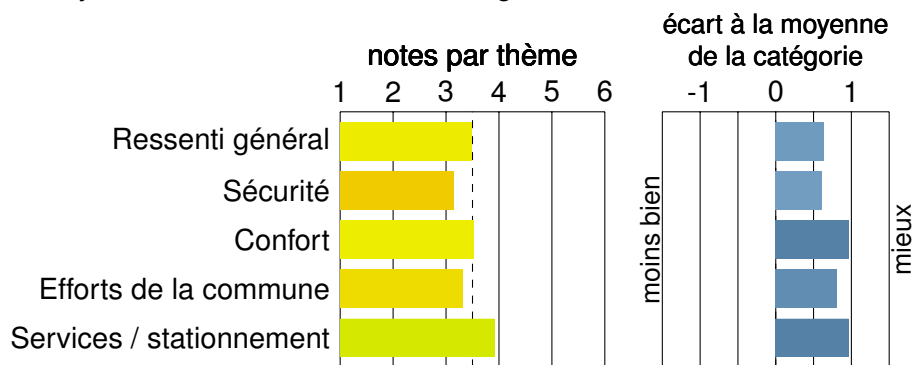 écart à la moyenne
de la catégorie
notes par thème
1 2 3 4 5 6
-1 0 1
Ressenti général
Sécurité
Confort
Efforts de la commune
Services / stationnement
moins bien
mieux